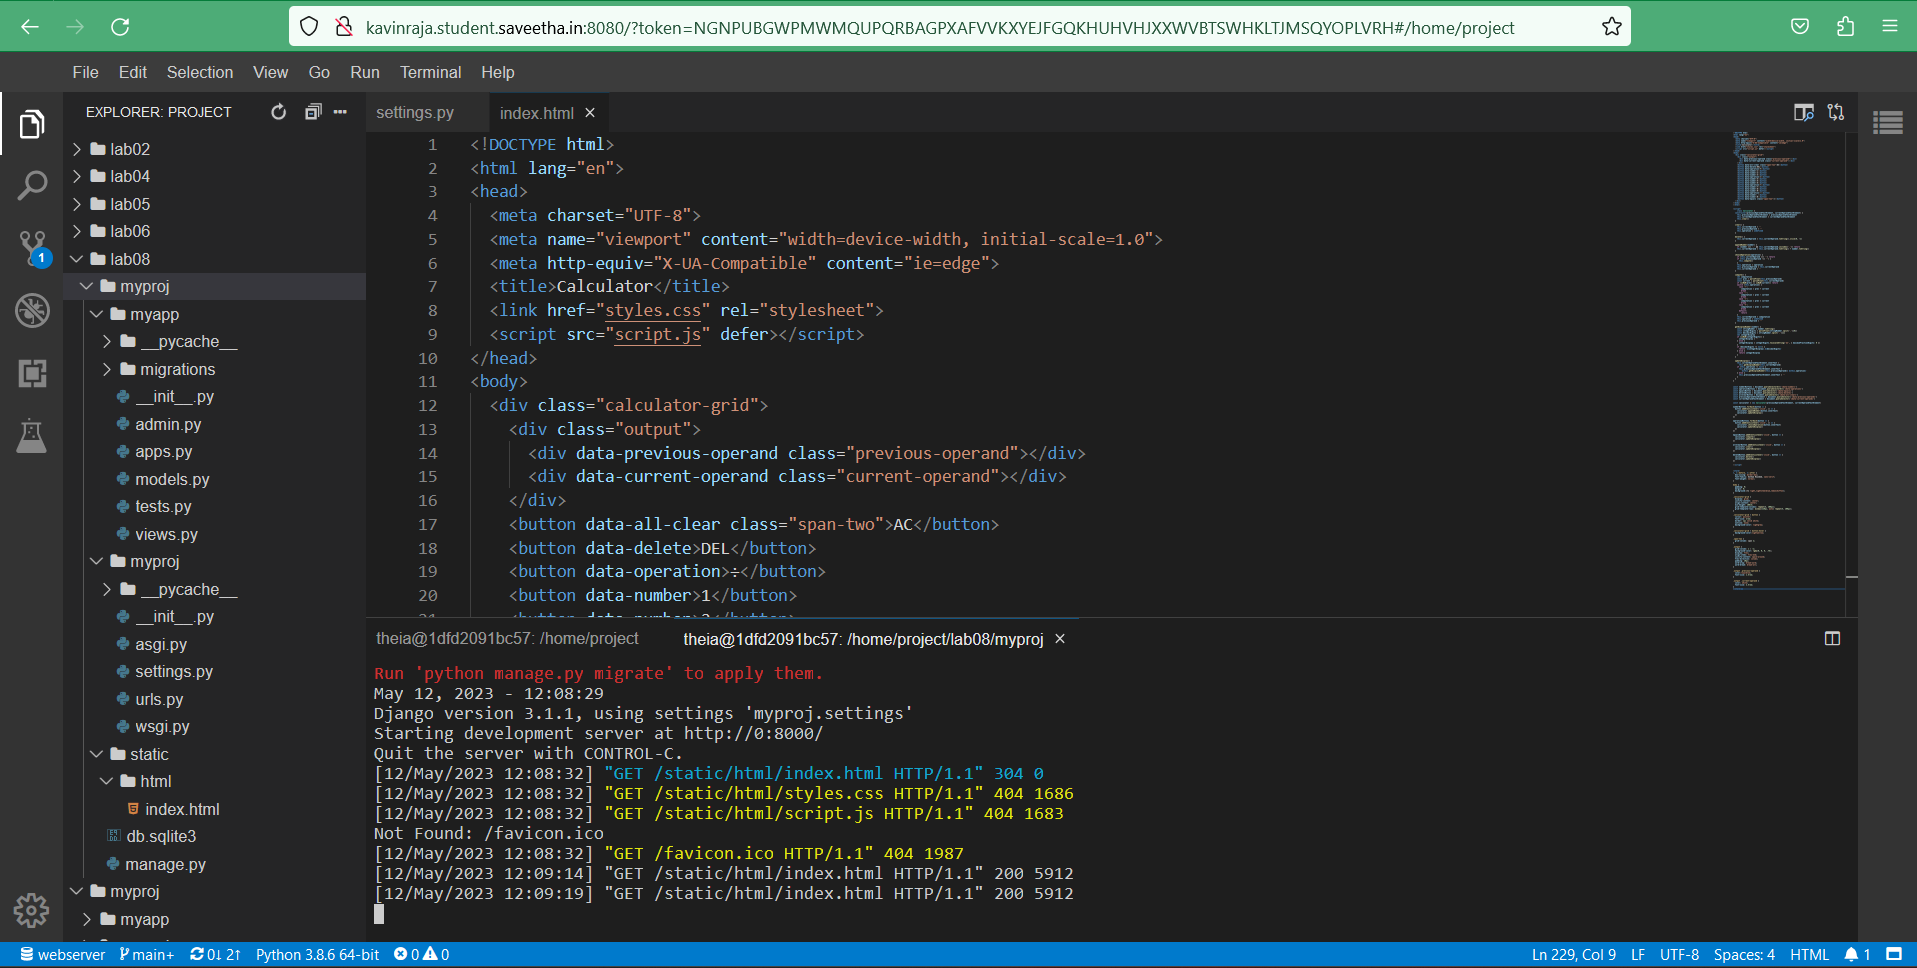 kavinraja.student.saveetha.in:8080/?token=NGNPUBGWPMWMQUPQRBAGPXAFVVKXYEJFGQKHUHVHJXXWVBTSWHKLTJMSQYOPLVRH#/home/project
File Edit Selection View Go Run Terminal Help
EXPLORER: PROJECT
lab02
lab04
lab05
lab06
lab08
myproj
myapp
__pycache__
migrations
__init__.py
admin.py
apps.py
models.py
tests.py
views.py
myproj
__pycache__
__init__.py
asgi.py
settings.py
urls.py
wsgi.py
static
html
index.html
db.sqlite3
manage.py
myproj
myapp
1
settings.py index.html
1 <!DOCTYPE html>
2 <html lang="en">
3 <head>
4 <meta charset="UTF-8">
5 <meta name="viewport" content="width=device-width, initial-scale=1.0">
6 <meta http-equiv="X-UA-Compatible" content="ie=edge">
7 <title>Calculator</title>
8 <link href="styles.css" rel="stylesheet">
9 <script src="script.js" defer></script>
10 </head>
11 <body>
12 <div class="calculator-grid">
13 <div class="output">
14 <div data-previous-operand class="previous-operand"></div>
15 <div data-current-operand class="current-operand"></div>
16 </div>
17 <button data-all-clear class="span-two">AC</button>
18 <button data-delete>DEL</button>
19 <button data-operation>÷</button>
20 <button data-number>1</button>
theia@1dfd2091bc57: /home/project theia@1dfd2091bc57: /home/project/lab08/myproj
Run 'python manage.py migrate' to apply them.
May 12, 2023 - 12:08:29
Django version 3.1.1, using settings 'myproj.settings'
Starting development server at http://0:8000/
Quit the server with CONTROL-C.
[12/May/2023 12:08:32] "GET /static/html/index.html HTTP/1.1" 304 0
[12/May/2023 12:08:32] "GET /static/html/styles.css HTTP/1.1" 404 1686
[12/May/2023 12:08:32] "GET /static/html/script.js HTTP/1.1" 404 1683
Not Found: /favicon.ico
[12/May/2023 12:08:32] "GET /favicon.ico HTTP/1.1" 404 1987
[12/May/2023 12:09:14] "GET /static/html/index.html HTTP/1.1" 200 5912
[12/May/2023 12:09:19] "GET /static/html/index.html HTTP/1.1" 200 5912
webserver main+ 0↓ 2↑ Python 3.8.6 64-bit 0 0 Ln 229, Col 9 LF UTF-8 Spaces: 4 HTML 1